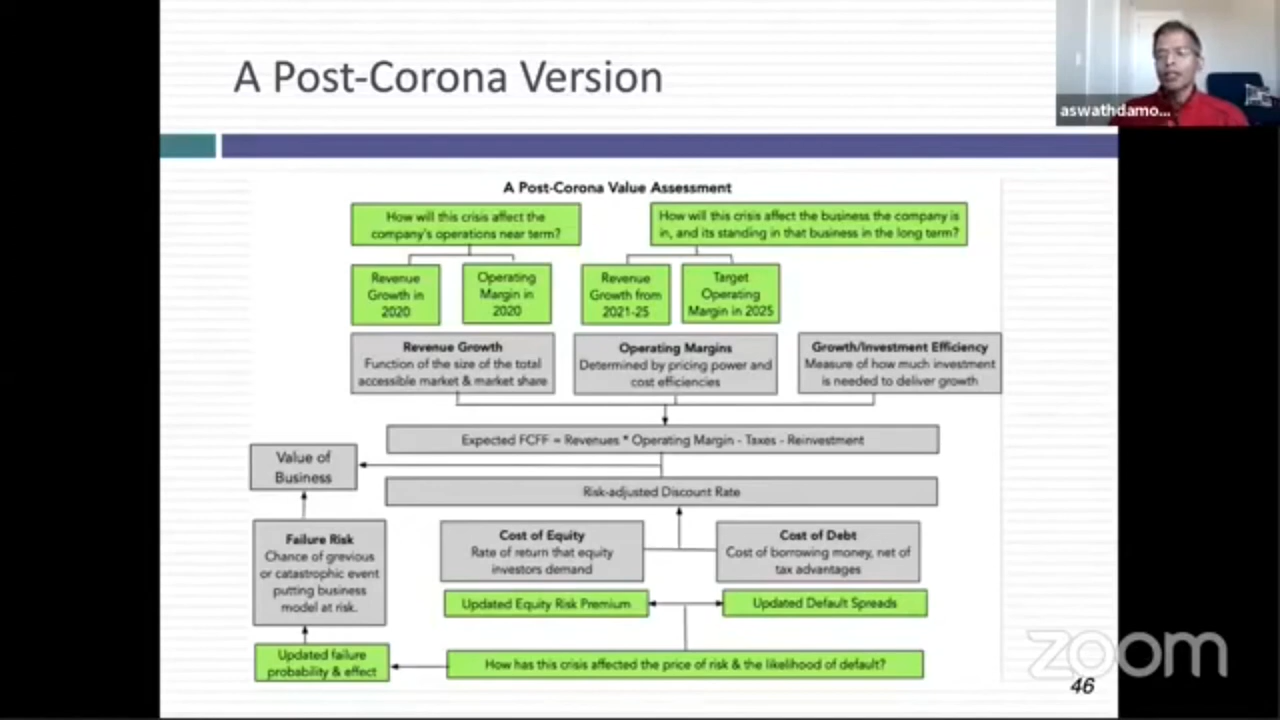 A Post-Corona Version
aswathdamo...
A Post-Corona Value Assessment
How will this crisis affect the
company's operations near term?
How will this crisis affect the business the company is
in, and its standing in that business in the long term?
Revenue
Growth in
2020
Operating
Margin in
2020
Revenue
Growth from
2021-25
Target
Operating
Margin in 2025
Revenue Growth
Function of the size of the total
accessible market & market share
Operating Margins
Determined by pricing power and
cost efficiencies
Growth/Investment Efficiency
Measure of how much investment
is needed to deliver growth
Expected FCFF = Revenues * Operating Margin - Taxes - Reinvestment
Value of
Business
Risk-adjusted Discount Rate
Failure Risk
Chance of grevious
or catastrophic event
putting business
model at risk.
Cost of Equity
Rate of return that equity
investors demand
Cost of Debt
Cost of borrowing money, net of
tax advantages
Updated Equity Risk Premium
Updated Default Spreads
Updated failure
probability & effect
How has this crisis affected the price of risk & the likelihood of default?
zoom
46